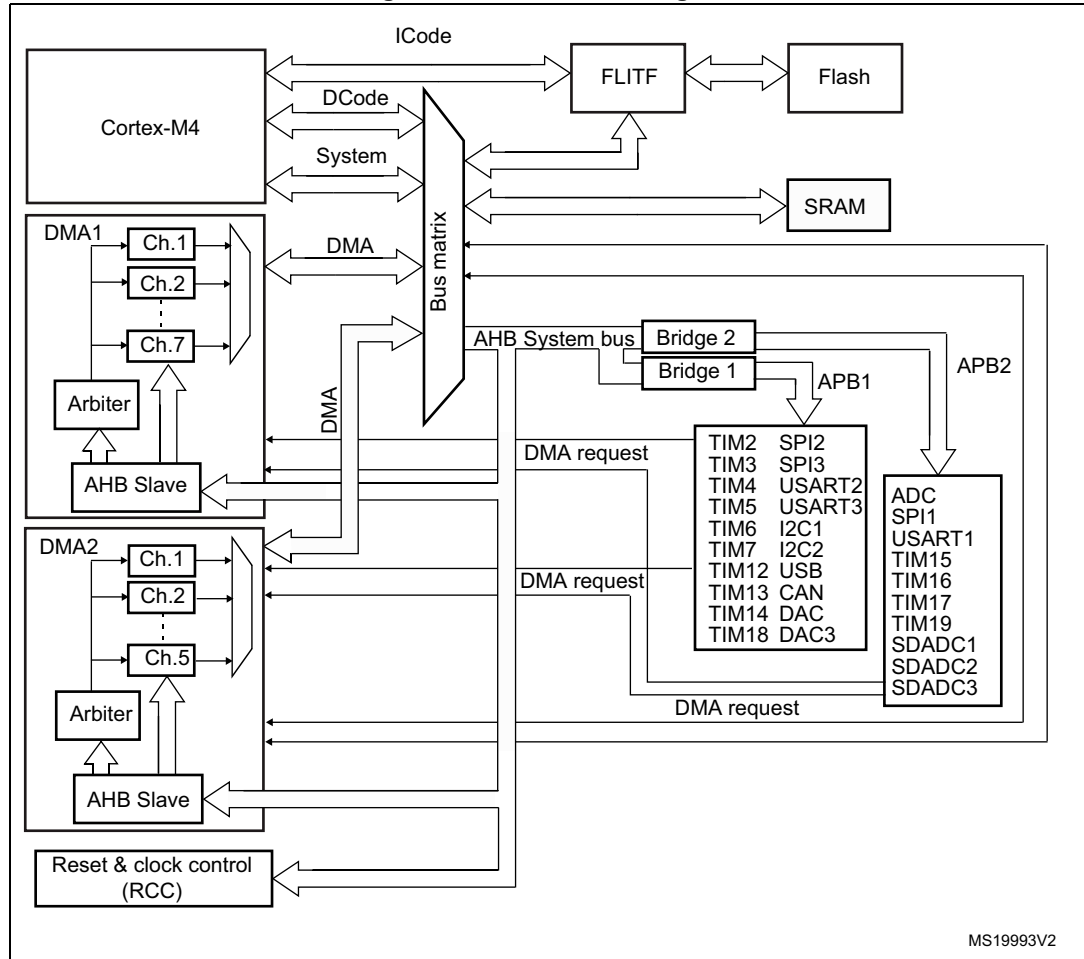 ICode
Cortex-M4
FLITF
Flash
DCode
System
Bus matrix
SRAM
DMA1
Ch.1
Ch.2
Ch.7
Arbiter
AHB Slave
DMA
DMA
AHB System bus
Bridge 2
Bridge 1
APB1
APB2
DMA request
TIM2 SPI2
TIM3 SPI3
TIM4 USART2
TIM5 USART3
TIM6 I2C1
TIM7 I2C2
TIM12 USB
TIM13 CAN
TIM14 DAC
TIM18 DAC3
ADC
SPI1
USART1
TIM15
TIM16
TIM17
TIM19
SDADC1
SDADC2
SDADC3
DMA2
Ch.1
Ch.2
Ch.5
Arbiter
AHB Slave
DMA request
DMA request
Reset & clock control
(RCC)
MS19993V2